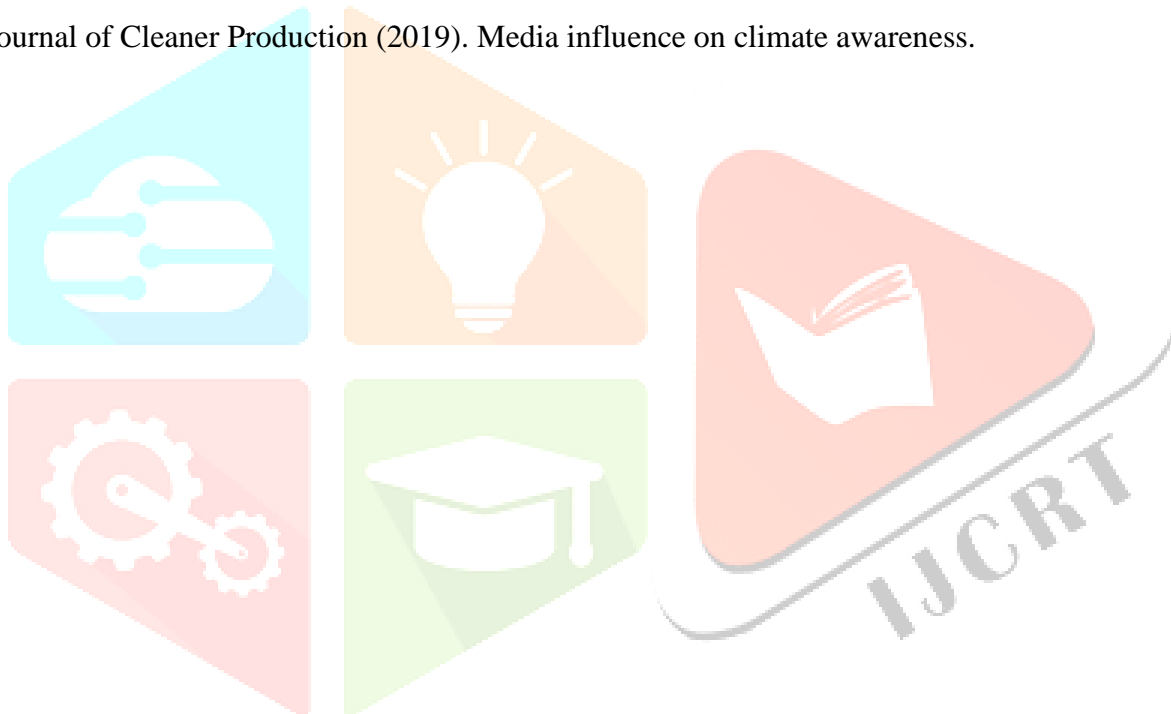 ournal of Cleaner Production (2019). Media influence on climate awareness.
IJCRT